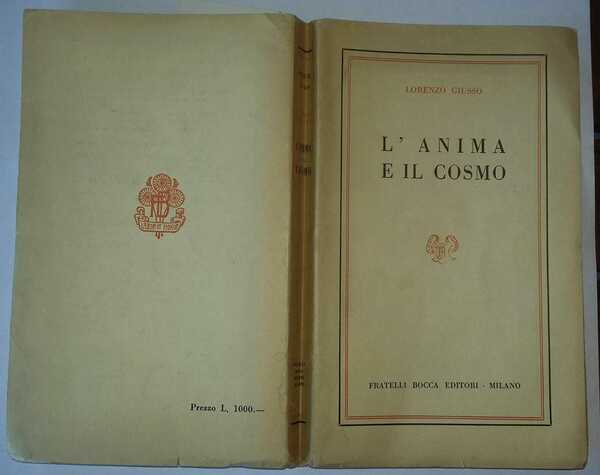 LORENZO GIUSSO
L' ANIMA
E IL COSMO
FRATELLI BOCCA EDITORI - MILANO
Prezzo L. 1000.—